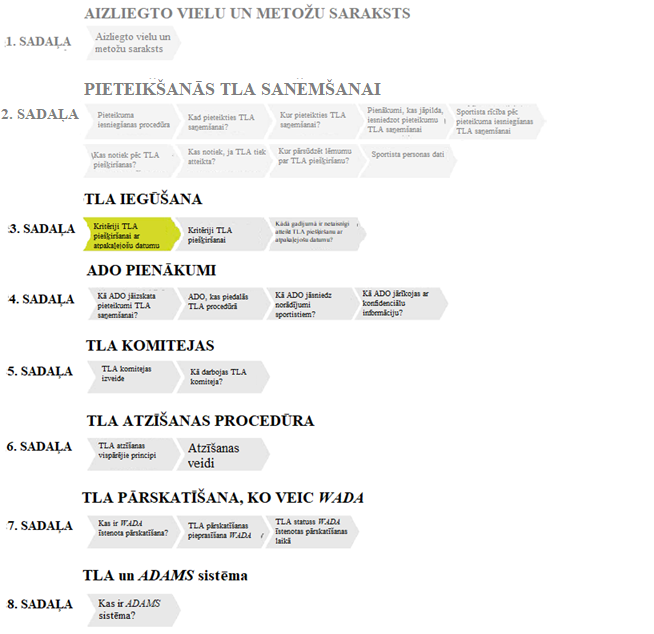 AIZLIEGTO VIELU UN METOŽU SARAKSTS
1. SADAĻA
Aizliegto vielu un
metožu saraksts
PIETEIKŠANĀS TLA SAŅEMŠANAI
2. SADAĻA
Pieteikuma
iesniegšanas procedūra
Kad pieteikties TLA
saņemšanai?
Kur pieteikties TLA
saņemšanai?
Pienākumi, kas jāpilda,
iesniedzot pieteikumu
TLA saņemšanai
Sportista rīcība pēc
pieteikuma iesniegšanas
TLA saņemšanai
Kas notiek pēc TLA
piešķiršanas?
Kas notiek, ja TLA tiek
atteikta?
Kur pārsūdzēt lēmumu
par TLA piešķiršanu?
Sportista personas dati
TLA IEGŪŠANA
3. SADAĻA
Kritēriji TLA
piešķiršanai ar
atpakaļejošu datumu
Kritēriji TLA
piešķiršanai
Kādā gadījumā ir netaisnīgi
atteikt TLA piešķiršanu ar
atpakaļejošu datumu?
ADO PIENĀKUMI
4. SADAĻA
Kā ADO jāizskata
pieteikumi TLA
saņemšanai?
ADO, kas piedalās
TLA procedūrā
Kā ADO jāsniedz
norādījumi
sportistiem?
Kā ADO jārīkojas ar
konfidenciālu
informāciju?
TLA KOMITEJAS
5. SADAĻA
TLA komitejas
izveide
Kā darbojas TLA
komiteja?
TLA ATZĪŠANAS PROCEDŪRA
6. SADAĻA
TLA atzīšanas
vispārējie principi
Atzīšanas
veidi
TLA PĀRSKATĪŠANA, KO VEIC WADA
7. SADAĻA
Kas ir WADA
īstenota pārskatīšana?
TLA pārskatīšanas
pieprasīšana WADA
TLA statuss WADA
īstenotas pārskatīšanas
laikā
TLA un ADAMS sistēma
8. SADAĻA
Kas ir ADAMS
sistēma?